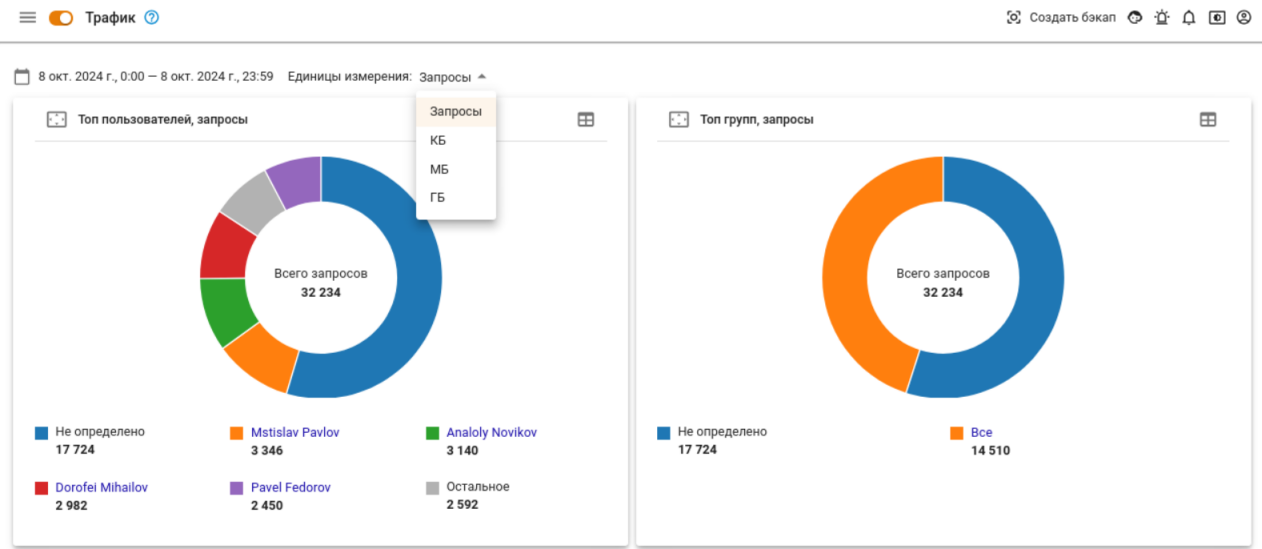 Трафик
Создать бэкап
8 окт. 2024 г., 0:00 — 8 окт. 2024 г., 23:59 Единицы измерения: Запросы
Запросы
КБ
МБ
ГБ
Топ пользователей, запросы
Всего запросов
32 234
Не определено
17 724
Mstislav Pavlov
3 346
Analoly Novikov
3 140
Dorofei Mihailov
2 982
Pavel Fedorov
2 450
Остальное
2 592
Топ групп, запросы
Всего запросов
32 234
Не определено
17 724
Все
14 510